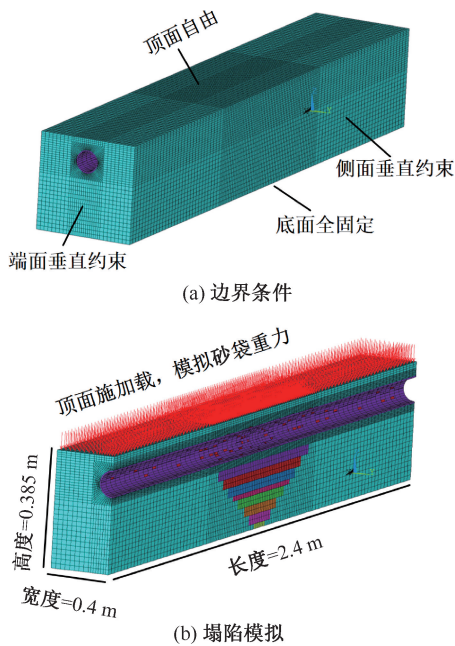 顶面自由
侧面垂直约束
底面全固定
端面垂直约束
(a) 边界条件
顶面施加载，模拟砂袋重力
高度=0.385 m
宽度=0.4 m
长度=2.4 m
(b) 塌陷模拟